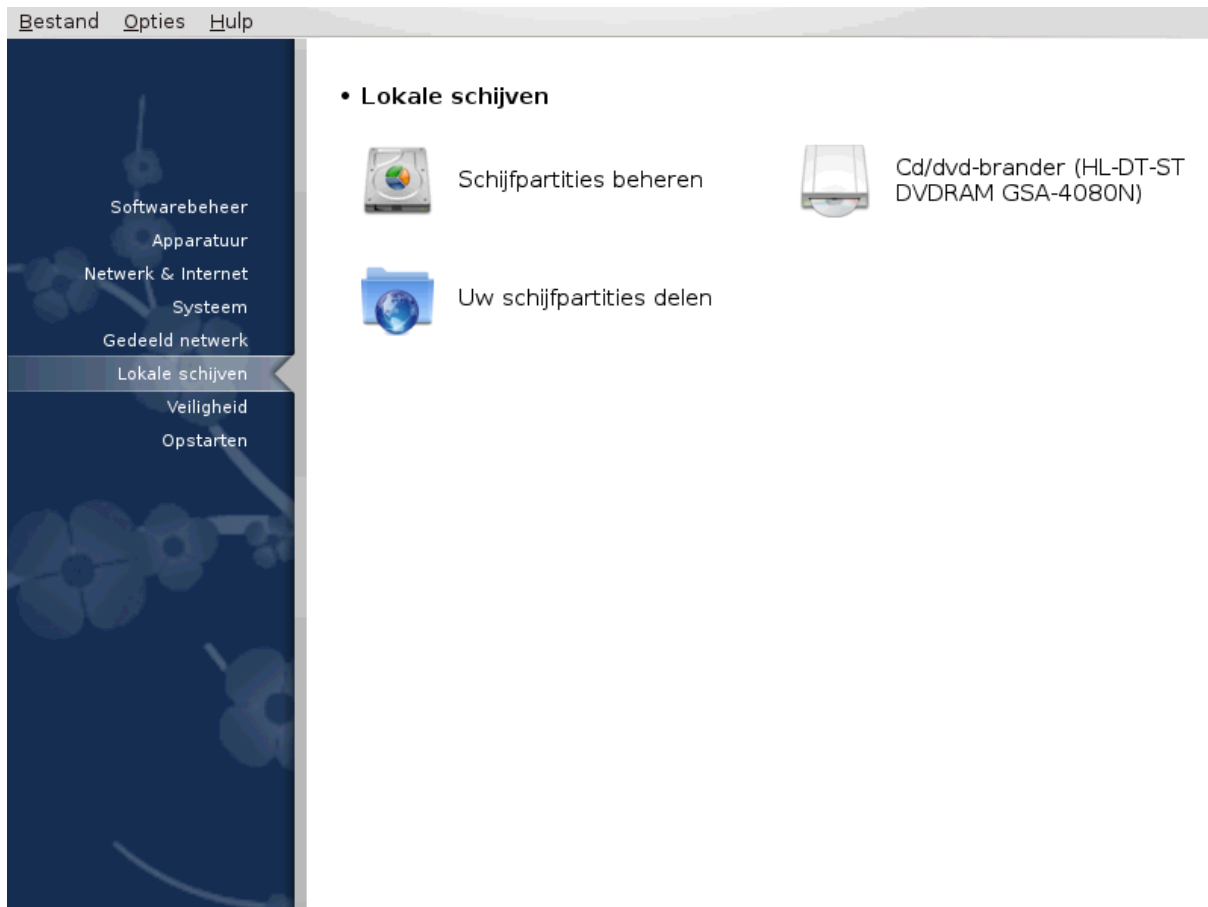 Bestand Opties Hulp
Softwarebeheer
Apparatuur
Netwerk & Internet
Systeem
Gedeeld netwerk
Lokale schijven
Veiligheid
Opstarten
• Lokale schijven
Schijfpartities beheren
Cd/dvd-brander (HL-DT-ST
DVDRAM GSA-4080N)
Uw schijfpartities delen